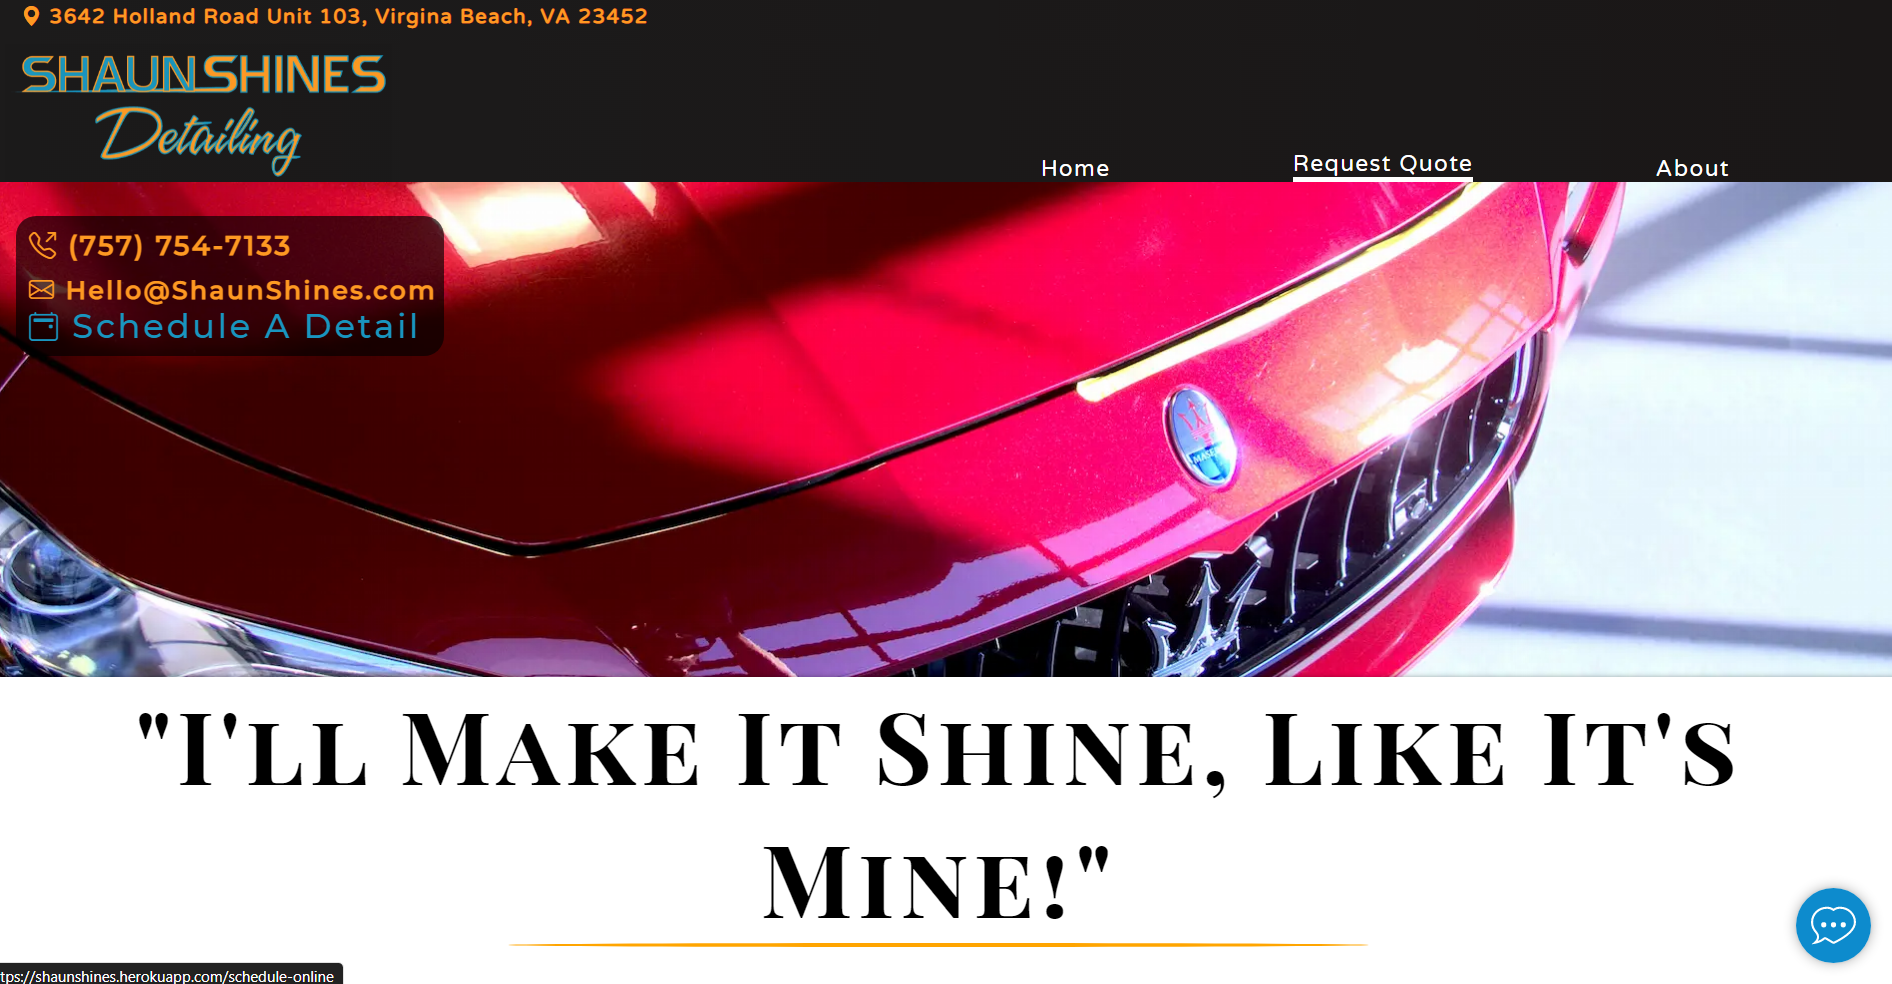 3642 Holland Road Unit 103, Virgina Beach, VA 23452
SHAUNSHINES
Detailing
Home
Request Quote
About
(757) 754-7133
Hello@ShaunShines.com
Schedule A Detail
"I'll Make It Shine, Like It's
Mine!"
tps://shaunshines.herokuapp.com/schedule-online